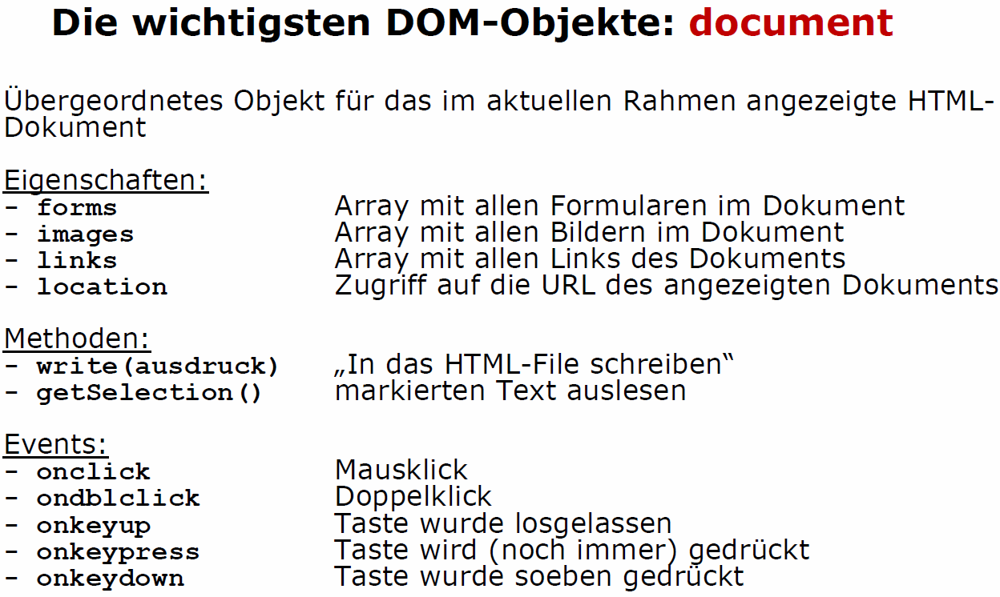 Die wichtigsten DOM-Objekte: document
Übergeordnetes Objekt für das im aktuellen Rahmen angezeigte HTML-
Dokument
Eigenschaften:
- forms Array mit allen Formularen im Dokument
- images Array mit allen Bildern im Dokument
- links Array mit allen Links des Dokuments
- location Zugriff auf die URL des angezeigten Dokuments
Methoden:
- write(ausdruck) „In das HTML-File schreiben“
- getSelection() markierten Text auslesen
Events:
- onclick Mausklick
- ondblclick Doppelklick
- onkeyup Taste wurde losgelassen
- onkeypress Taste wird (noch immer) gedrückt
- onkeydown Taste wurde soeben gedrückt